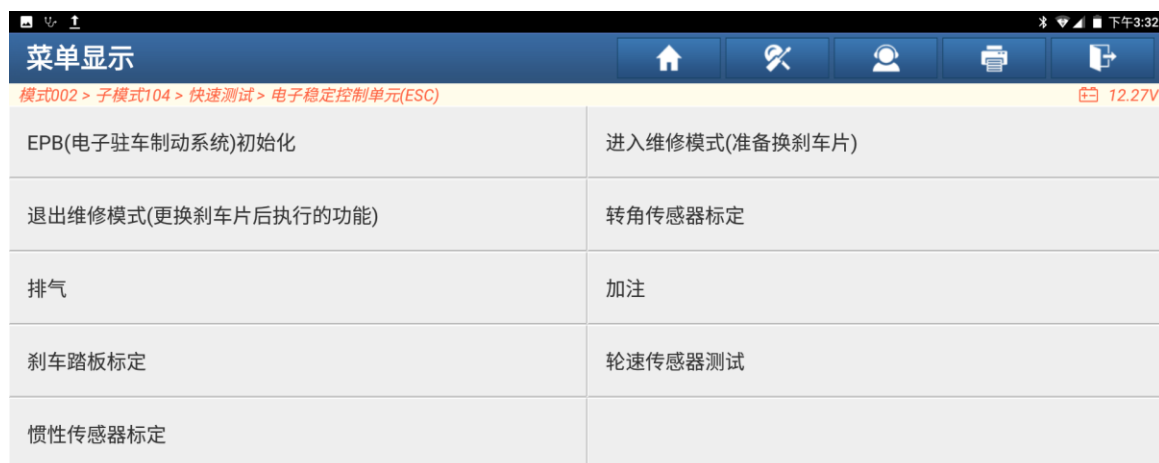 下午3:32
菜单显示
模式002 > 子模式104 > 快速测试 > 电子稳定控制单元(ESC) 12.27V
EPB(电子驻车制动系统)初始化
进入维修模式(准备换刹车片)
退出维修模式(更换刹车片后执行的功能)
转角传感器标定
排气
加注
刹车踏板标定
轮速传感器测试
惯性传感器标定